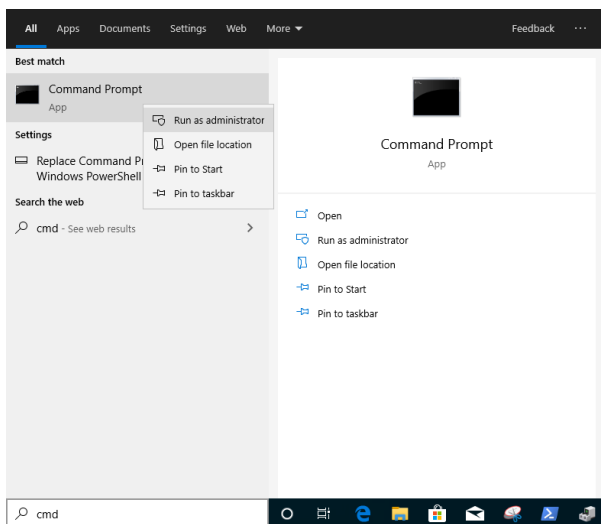 All Apps Documents Settings Web More Feedback ...
Best match
Command Prompt
App
Run as administrator
Open file location
Pin to Start
Pin to taskbar
Settings
Replace Command P
Windows PowerShell
Search the web
cmd - See web results
Command Prompt
App
Open
Run as administrator
Open file location
Pin to Start
Pin to taskbar
cmd